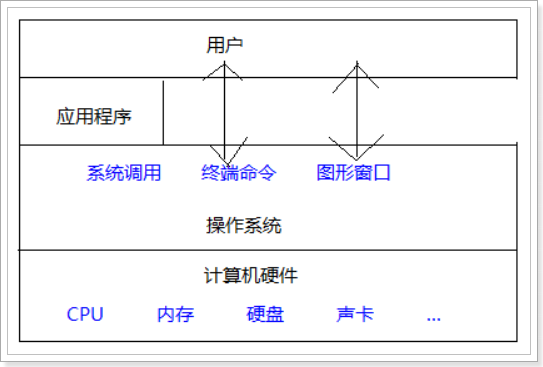 用户
应用程序
系统调用 终端命令 图形窗口
操作系统
计算机硬件
CPU 内存 硬盘 声卡 ...